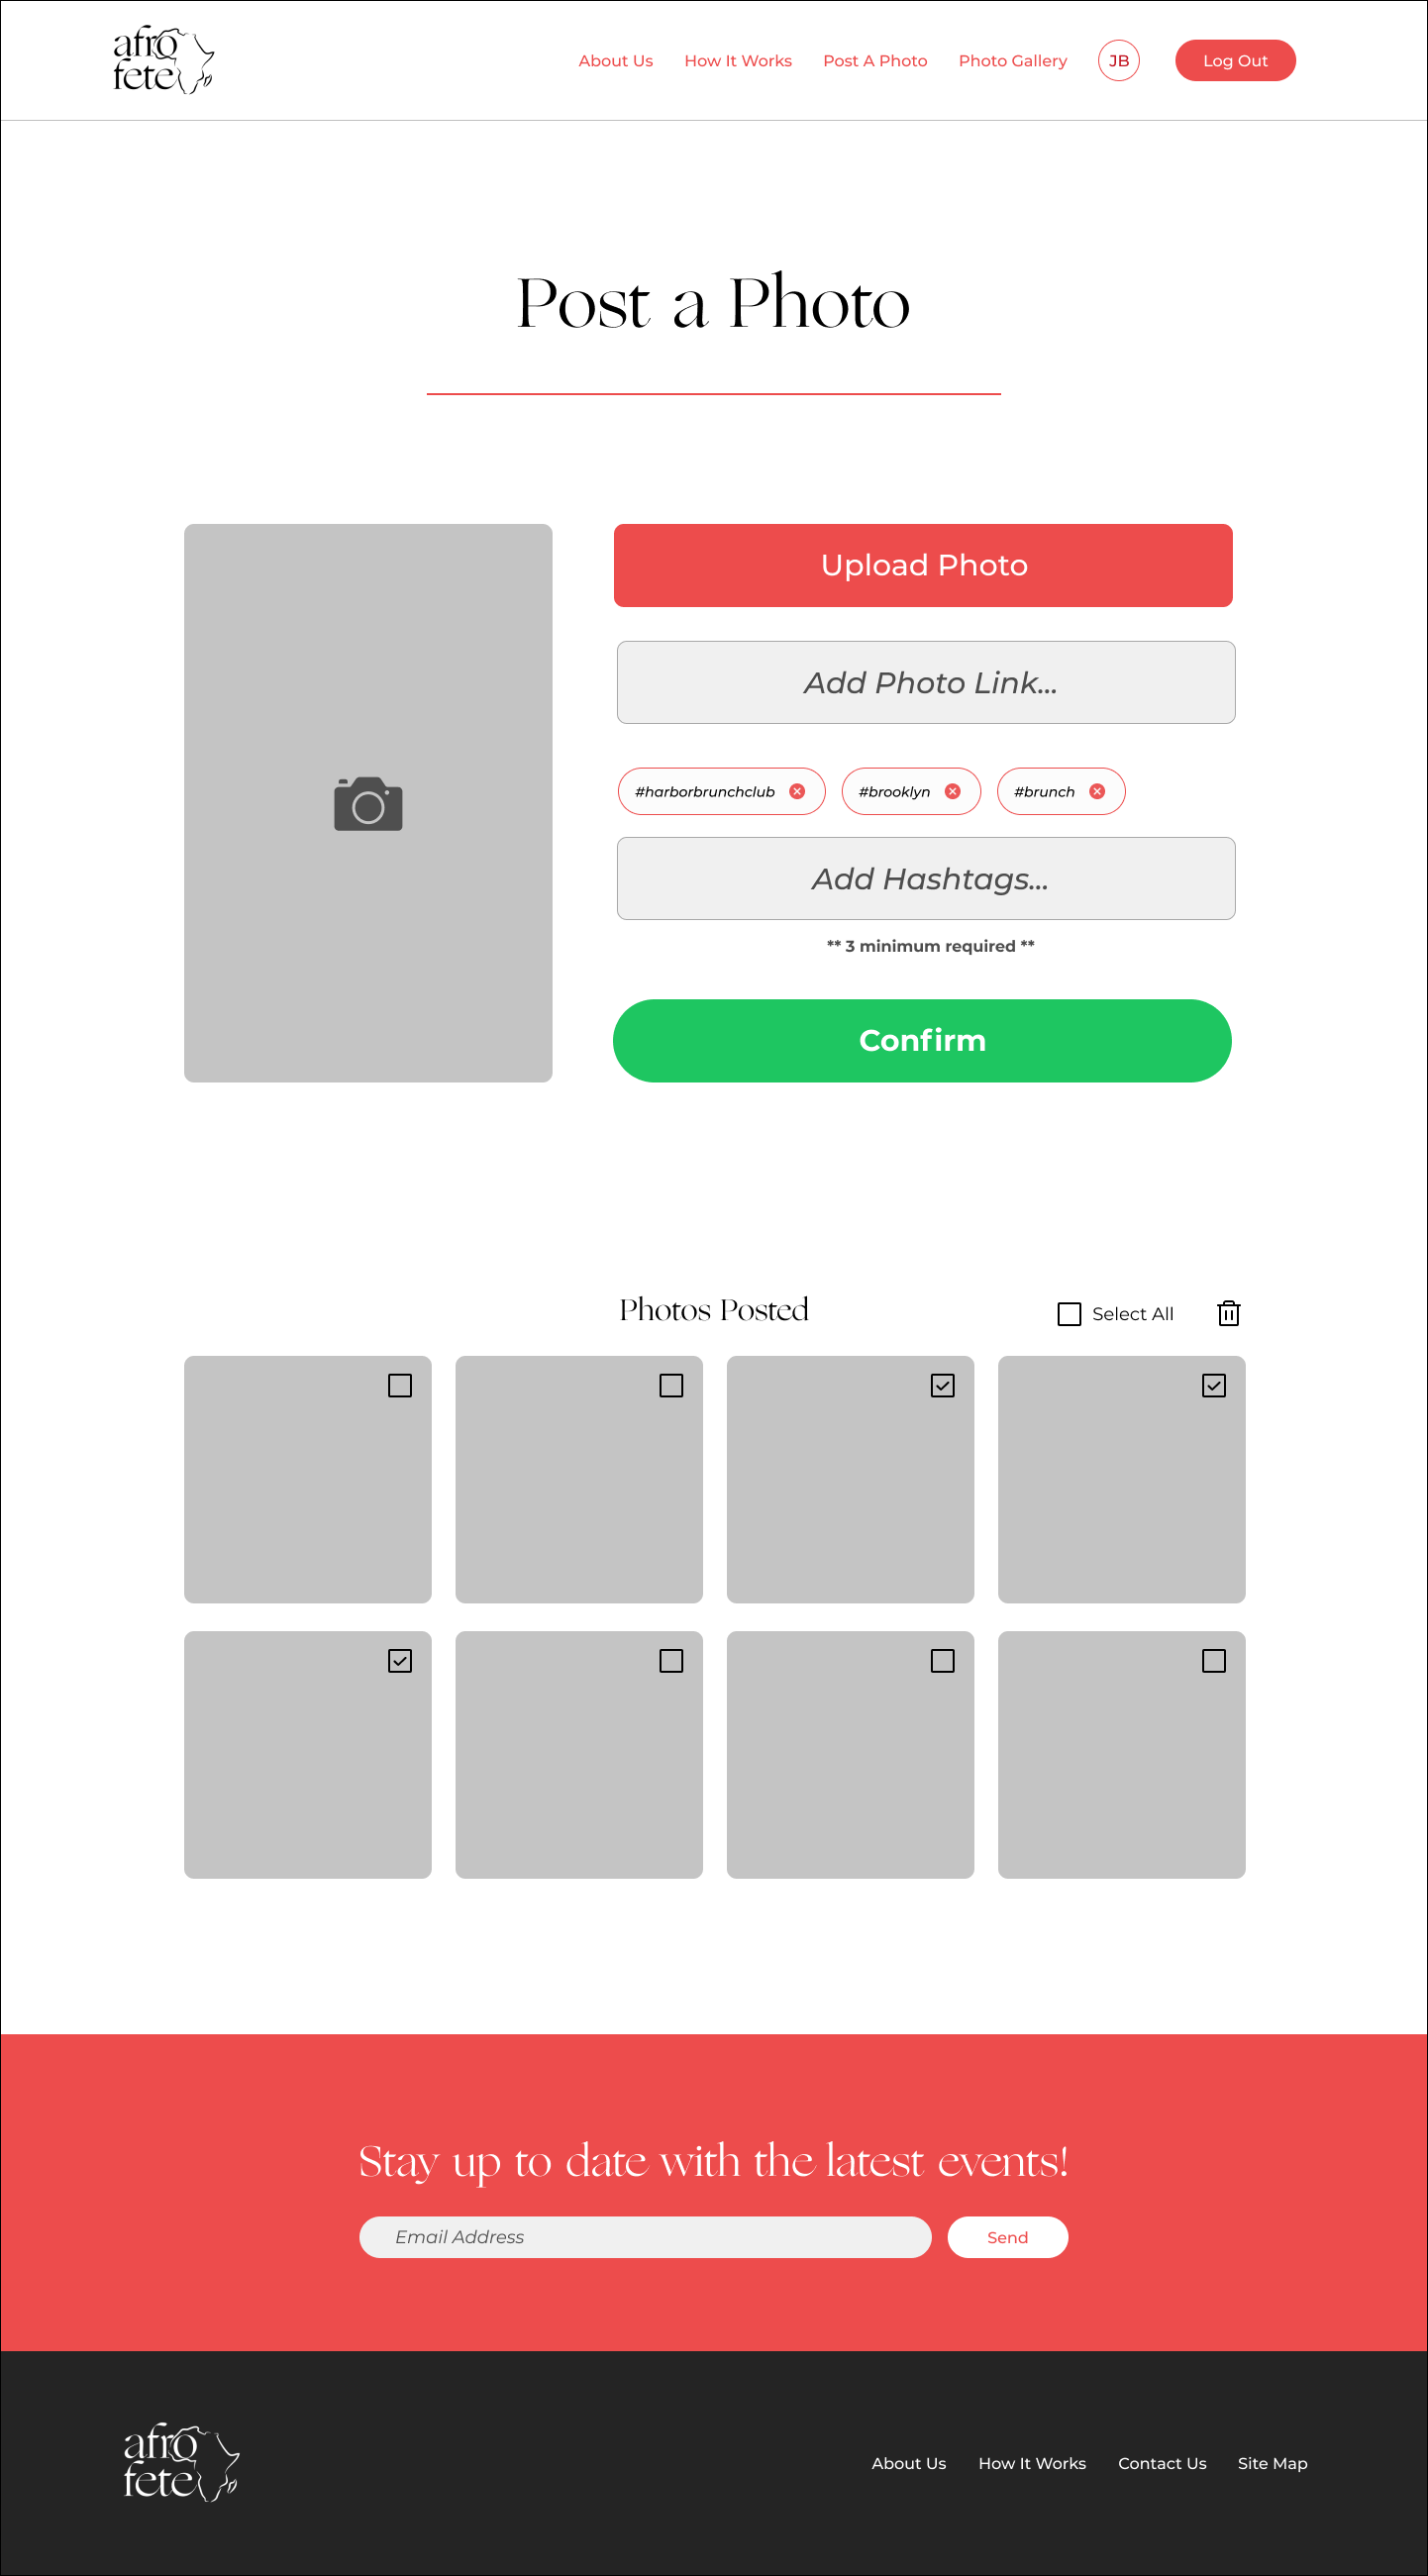 afro
fete
About Us How It Works Post A Photo Photo Gallery JB Log Out
Post a Photo
Upload Photo
Add Photo Link...
#harborbrunchclub #brooklyn #brunch
Add Hashtags...
** 3 minimum required **
Confirm
Photos Posted Select All
Stay up to date with the latest events!
Email Address Send
afro
fete
About Us How It Works Contact Us Site Map